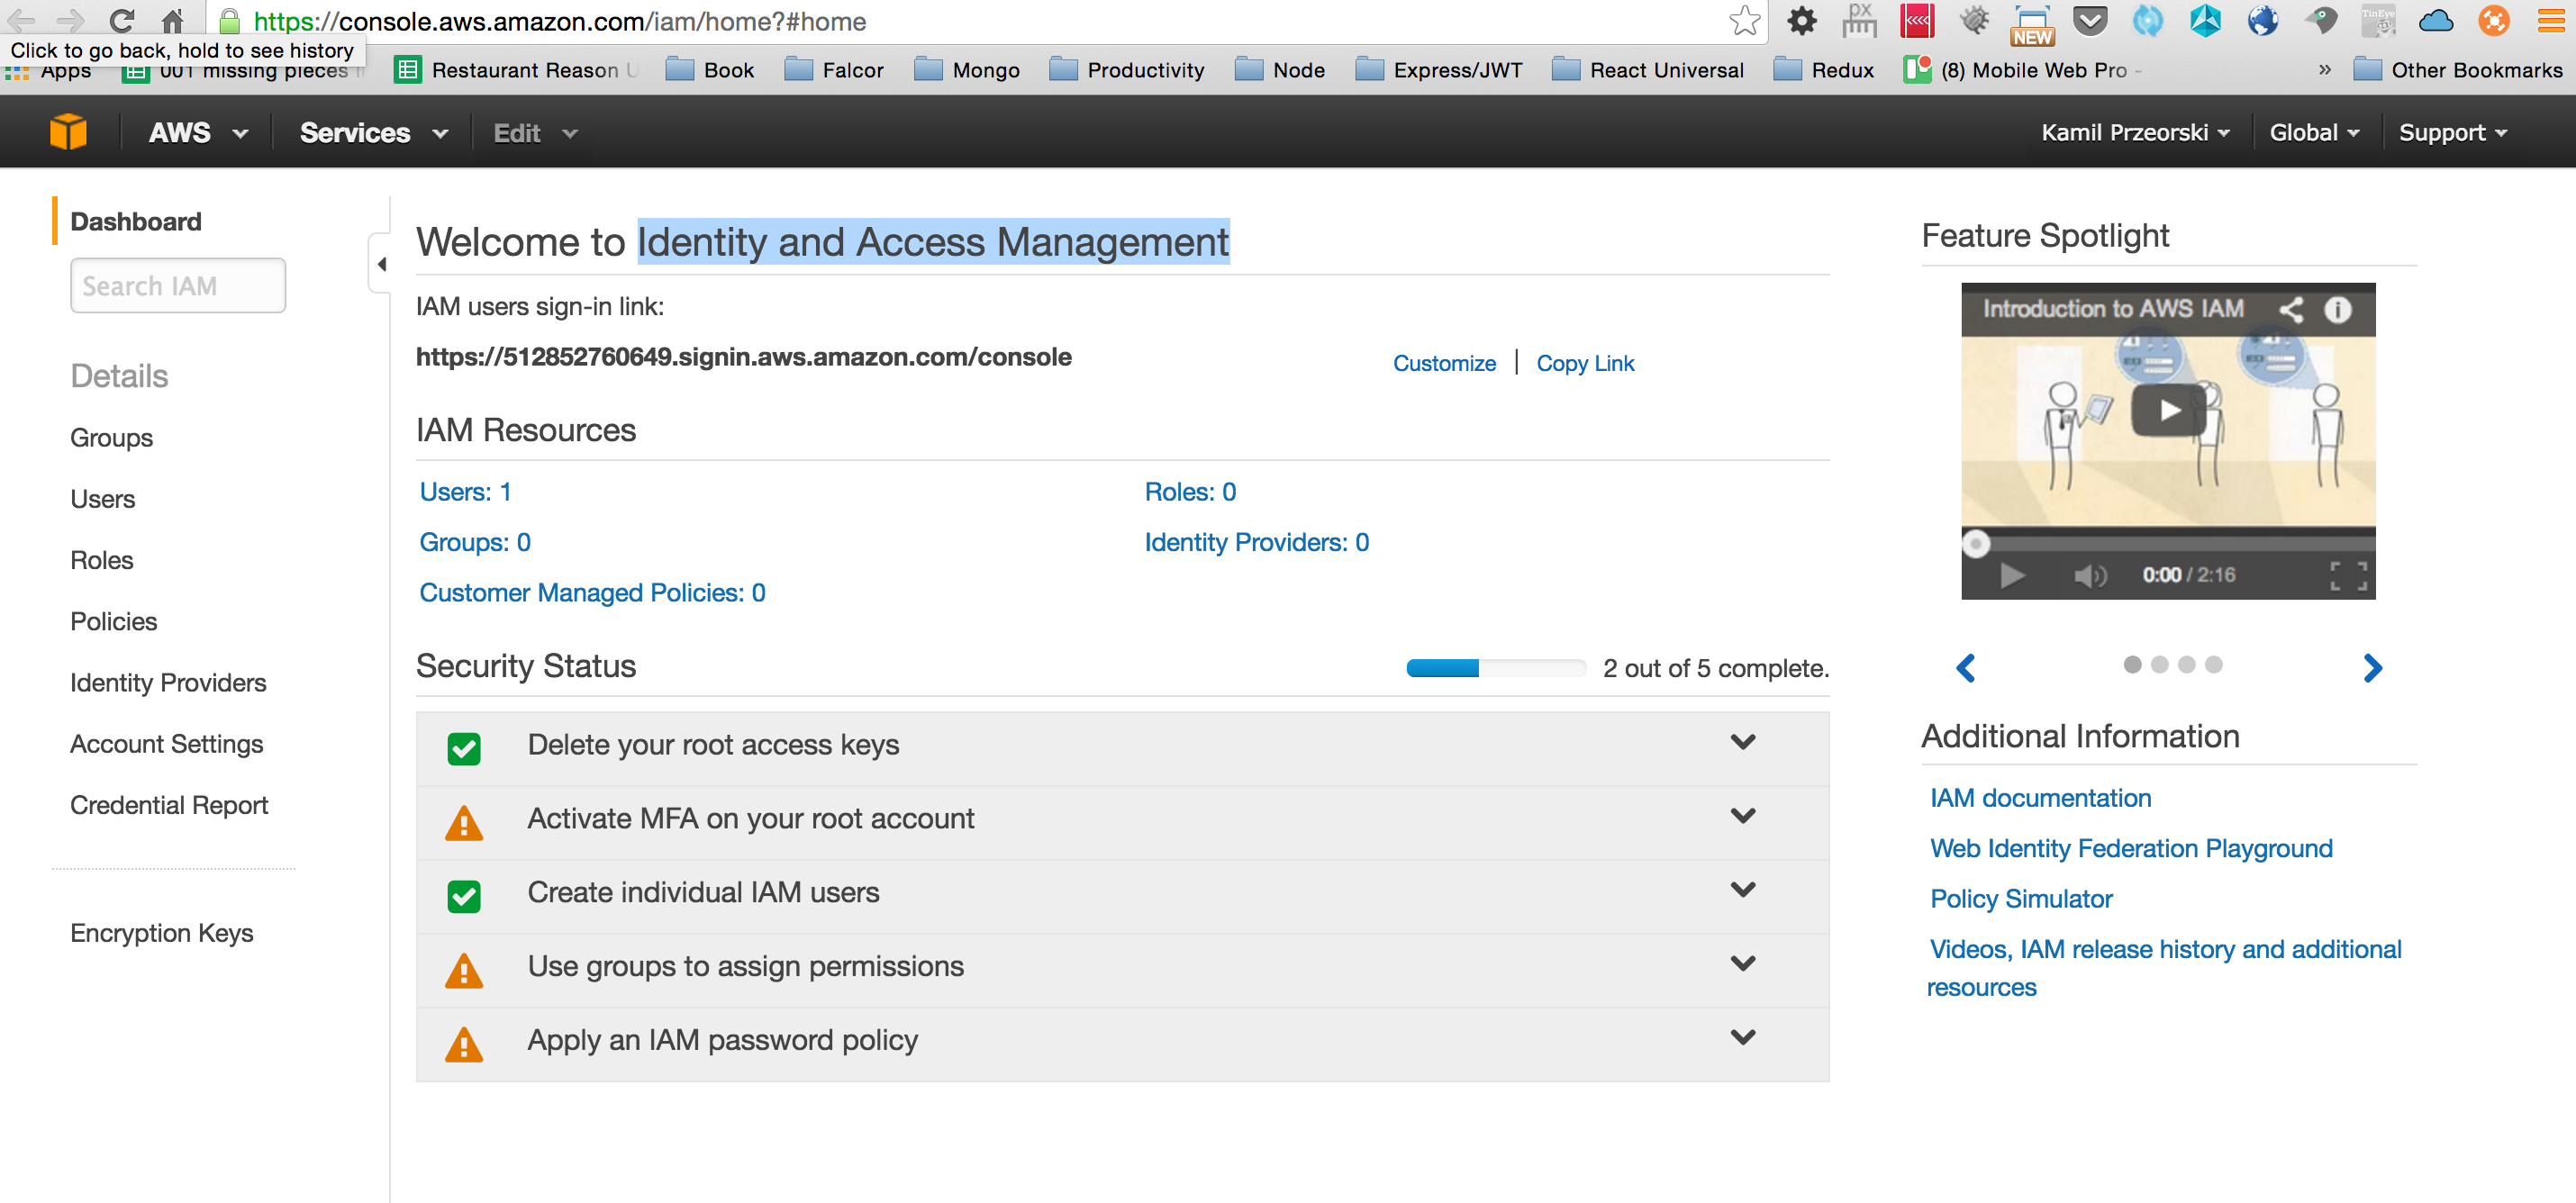 https://console.aws.amazon.com/iam/home?#home
px
NEW
TinEye
Click to go back, hold to see history
Apps 001 missing pieces Restaurant Reason U Book Falcor Mongo Productivity Node Express/JWT React Universal Redux (8) Mobile Web Pro - » Other Bookmarks
AWS Services Edit Kamil Przeorski Global Support
Dashboard
Search IAM
Details
Groups
Users
Roles
Policies
Identity Providers
Account Settings
Credential Report
Encryption Keys
Welcome to Identity and Access Management
IAM users sign-in link:
https://512852760649.signin.aws.amazon.com/console Customize | Copy Link
IAM Resources
Users: 1 Roles: 0
Groups: 0 Identity Providers: 0
Customer Managed Policies: 0
Security Status 2 out of 5 complete.
Delete your root access keys
Activate MFA on your root account
Create individual IAM users
Use groups to assign permissions
Apply an IAM password policy
Feature Spotlight
Introduction to AWS IAM
0:00 / 2:16
Additional Information
IAM documentation
Web Identity Federation Playground
Policy Simulator
Videos, IAM release history and additional
resources